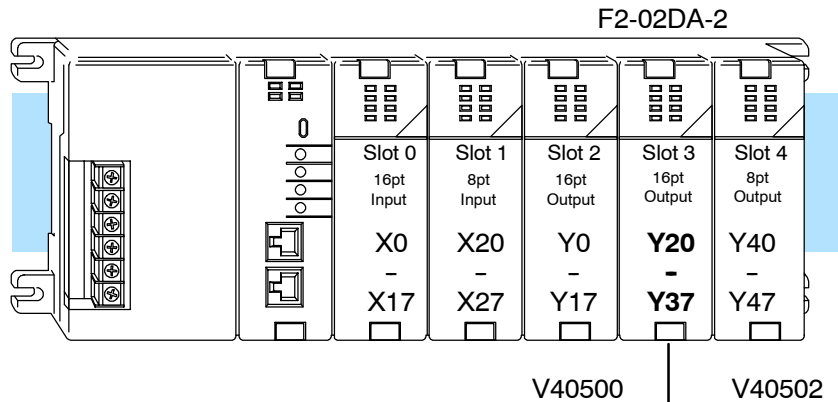 F2-02DA-2
Slot 0 Slot 1 Slot 2 Slot 3 Slot 4
16pt 8pt 16pt 16pt 8pt
Input Input Output Output Output
X0 X20 Y0 Y20 Y40
– – – - –
X17 X27 Y17 Y37 Y47
V40500 V40502